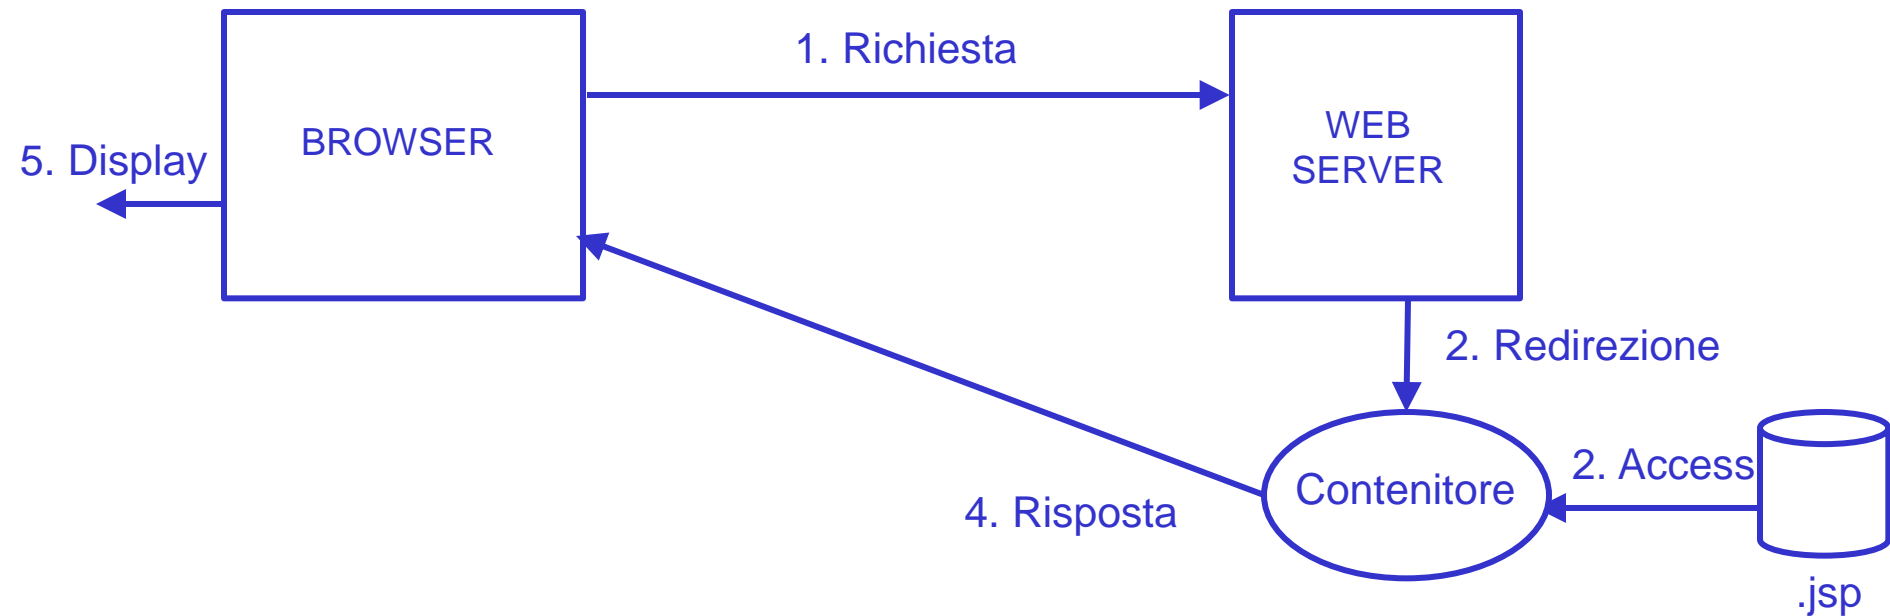 1. Richiesta
BROWSER
WEB
SERVER
5. Display
2. Redirezione
2. Access
Contenitore
4. Risposta
.jsp